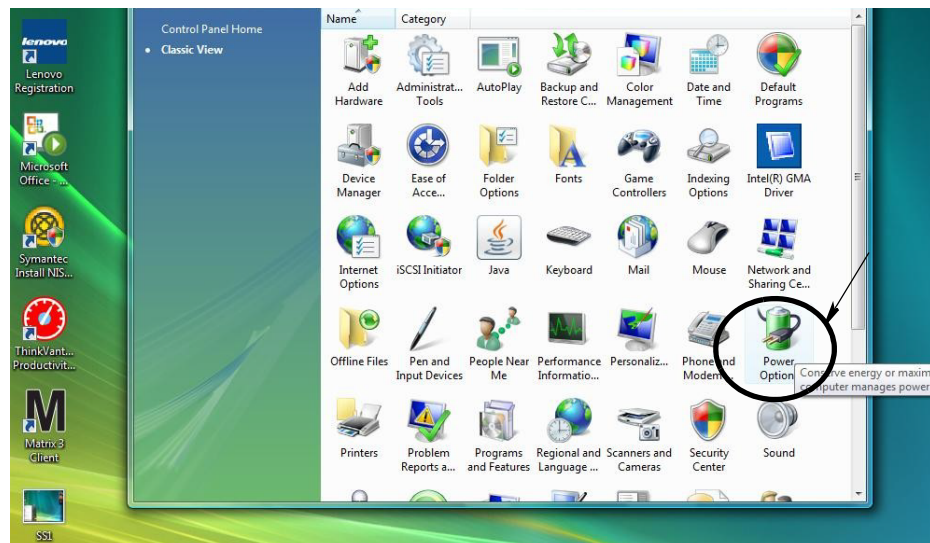 Name Category
Control Panel Home
• Classic View
lenovo
Lenovo
Registration
Add
Hardware
Administrat...
Tools
AutoPlay
Backup and
Restore C...
Color
Management
Date and
Time
Default
Programs
Microsoft
Office - ...
Device
Manager
Ease of
Acce...
Folder
Options
Fonts
Game
Controllers
Indexing
Options
Intel(R) GMA
Driver
Symantec
Install NIS...
Internet
Options
iSCSI Initiator
Java
Keyboard
Mail
Mouse
Network and
Sharing Ce...
ThinkVant...
Productivit...
Offline Files
Pen and
Input Devices
People Near
Me
Performance
Informatio...
Personaliz...
Phone and
Modem...
Power
Option
Conserve energy or maxim
computer manages power
M
Matrix 3
Client
Printers
Problem
Reports a...
Programs
and Features
Regional and
Language ...
Scanners and
Cameras
Security
Center
Sound
SS1